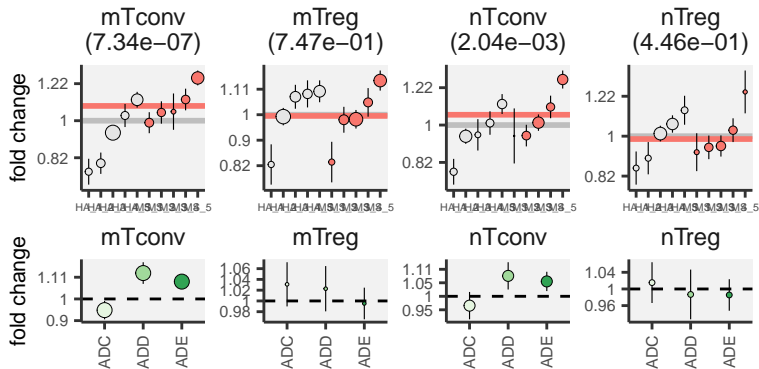 mTconv
(7.34e−07)
mTreg
(7.47e−01)
nTconv
(2.04e−03)
nTreg
(4.46e−01)
fold change
1.22
1
0.82
1.11
1
0.9
0.82
1.22
1
0.82
1.22
1
0.82
mTconv
mTreg
nTconv
nTreg
fold change
1.11
1
0.9
1.06
1.04
1.02
1.00
0.98
1.11
1.05
1
0.95
1.04
1
0.96
ADC
ADD
ADE
ADC
ADD
ADE
ADC
ADD
ADE
ADC
ADD
ADE